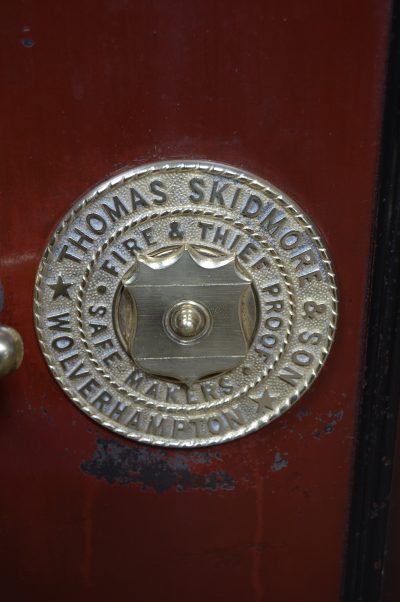 THOMAS SKIDMORE & SON
WOLVERHAMPTON
FIRE & THIEF PROOF
SAFE MAKERS